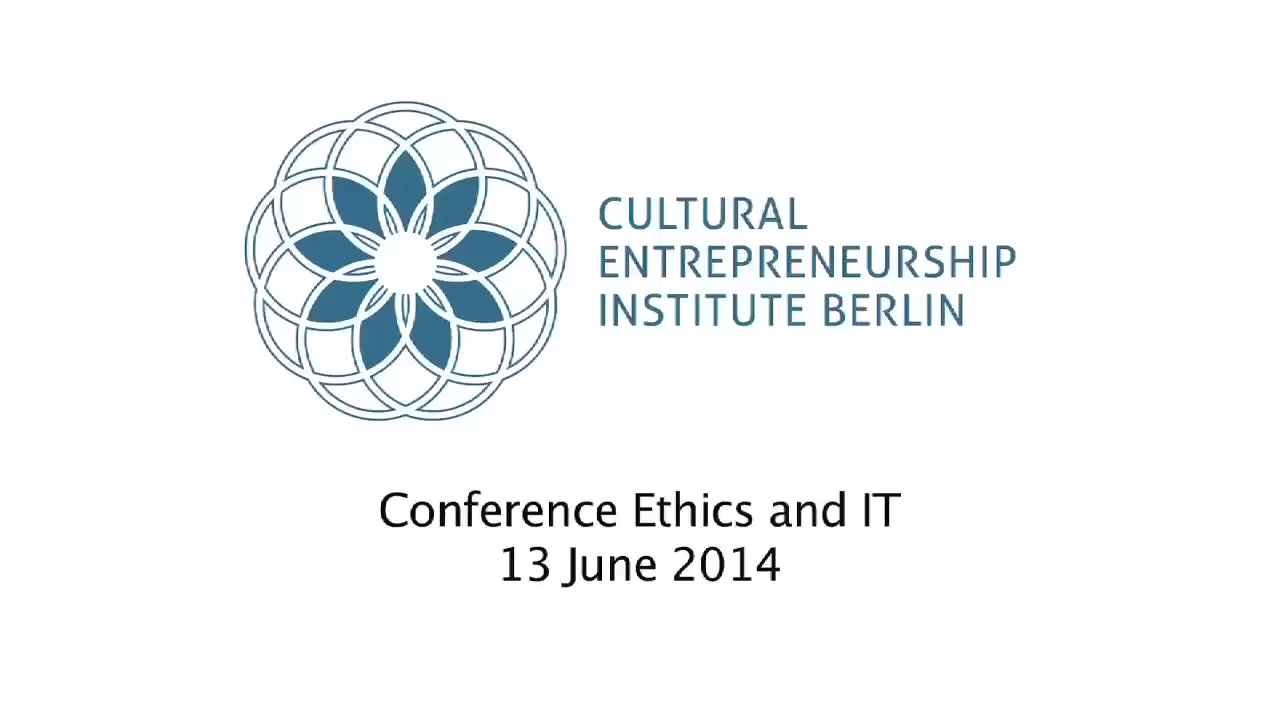 CULTURAL
ENTREPRENEURSHIP
INSTITUTE BERLIN
Conference Ethics and IT
13 June 2014